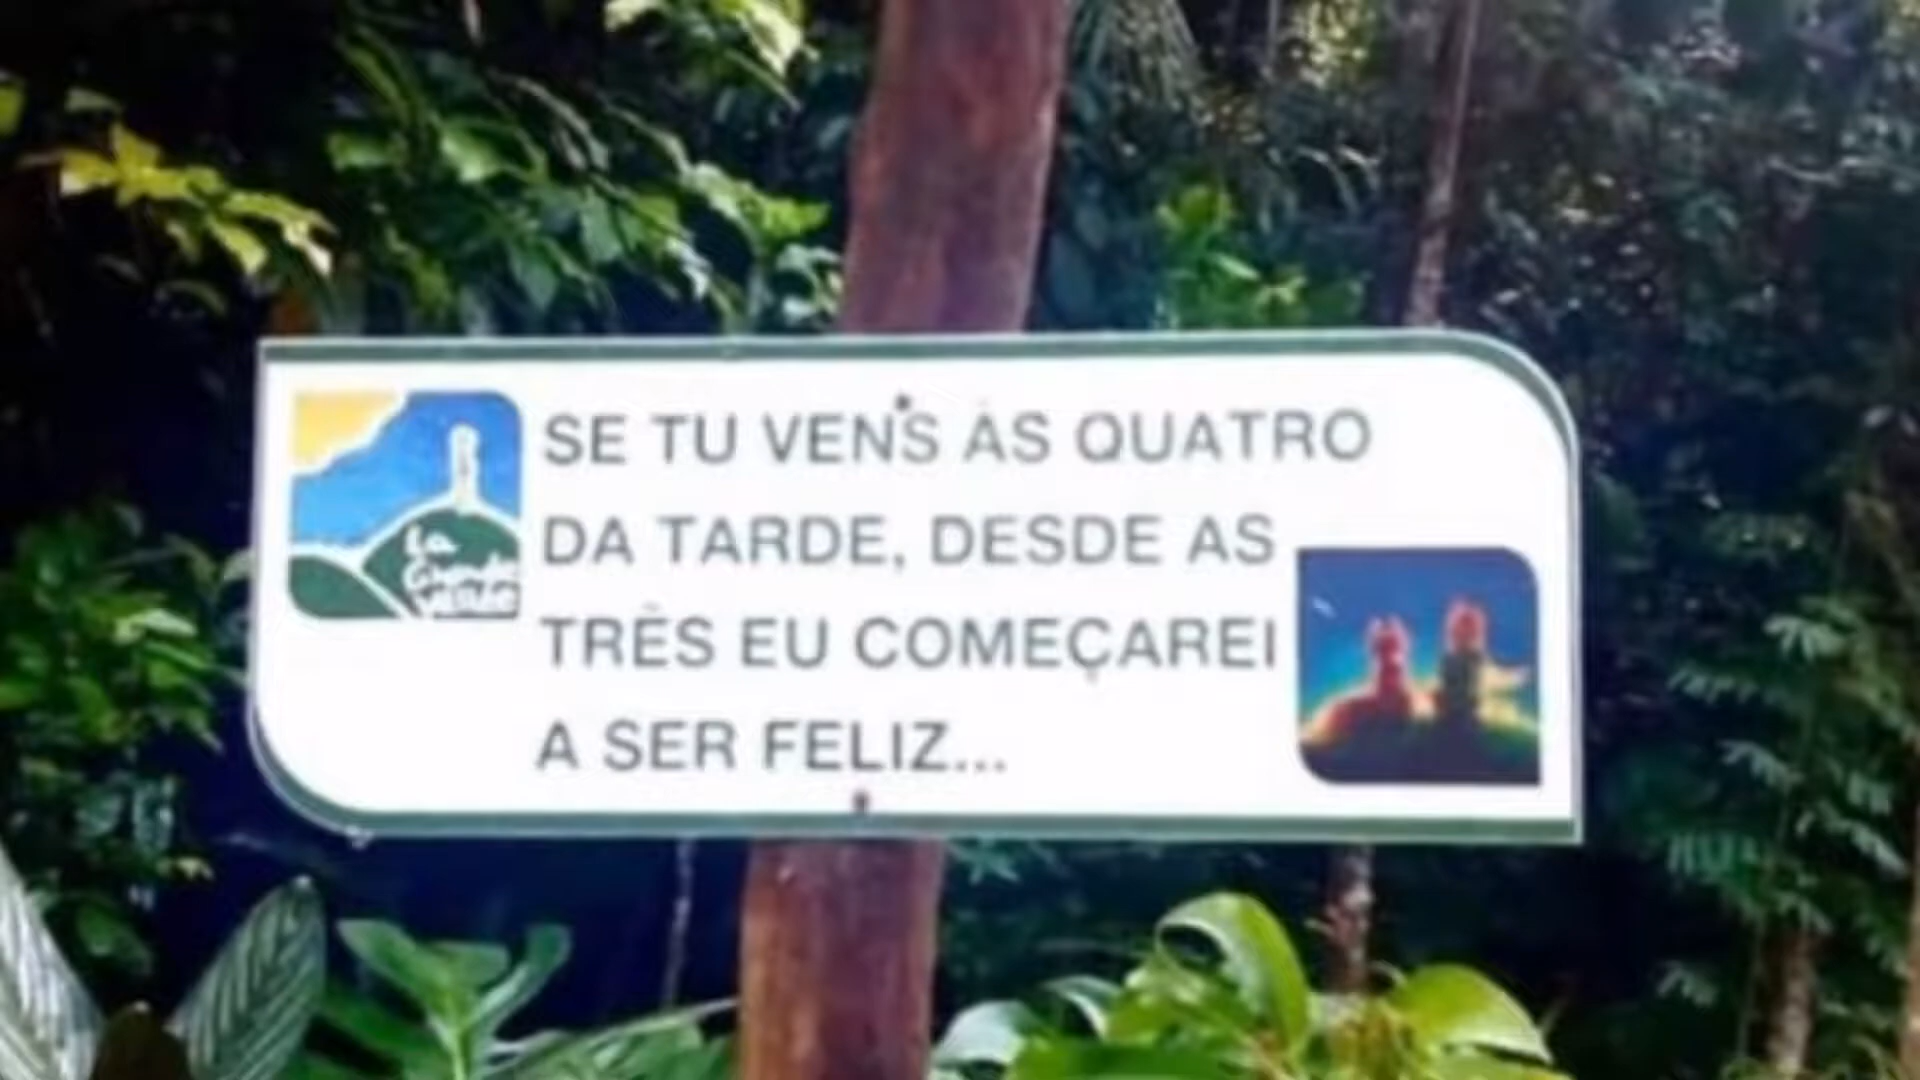 SE TU VENS ÀS QUATRO
DA TARDE, DESDE AS
TRÊS EU COMEÇAREI
A SER FELIZ...